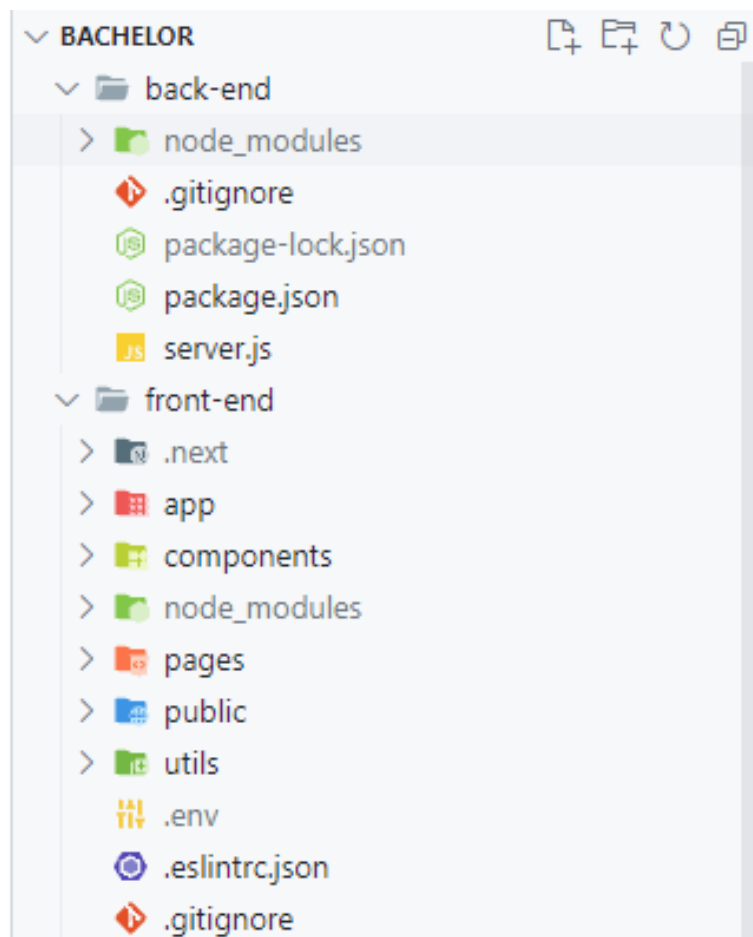 BACHELOR
back-end
node_modules
.gitignore
package-lock.json
package.json
JS server.js
front-end
.next
app
components
node_modules
pages
public
utils
.env
.eslintrc.json
.gitignore